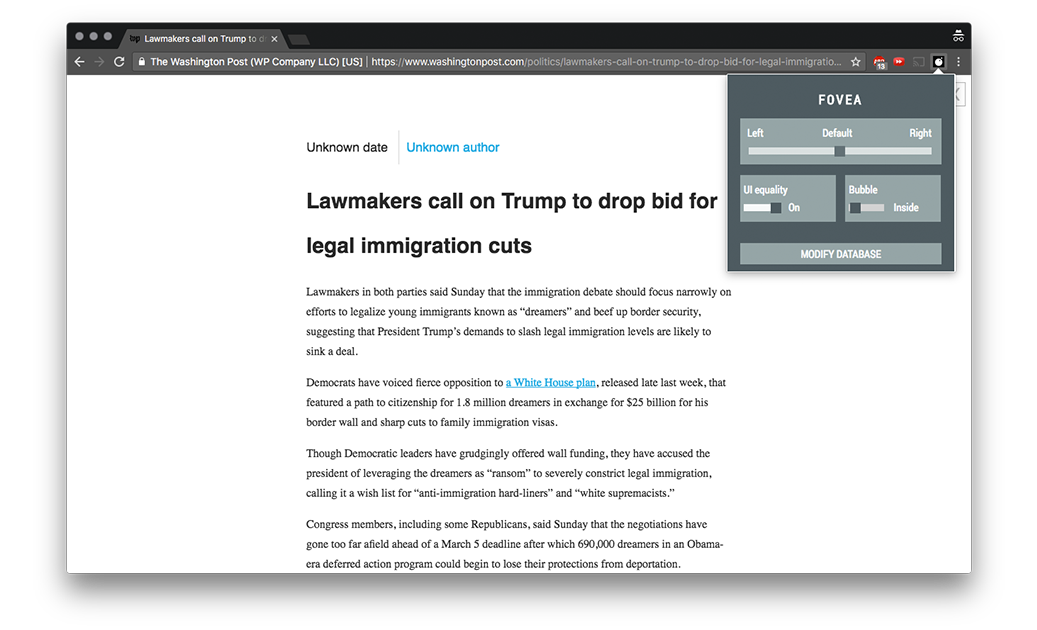 Lawmakers call on Trump to d
The Washington Post (WP Company LLC) [US] | https://www.washingtonpost.com/politics/lawmakers-call-on-trump-to-drop-bid-for-legal-immigratio...
13
FOVEA
Left Default Right
UI equality
On
Bubble
Inside
MODIFY DATABASE
Unknown date
Unknown author
Lawmakers call on Trump to drop bid for
legal immigration cuts
Lawmakers in both parties said Sunday that the immigration debate should focus narrowly on
efforts to legalize young immigrants known as “dreamers” and beef up border security,
suggesting that President Trump’s demands to slash legal immigration levels are likely to
sink a deal.
Democrats have voiced fierce opposition to a White House plan, released late last week, that
featured a path to citizenship for 1.8 million dreamers in exchange for $25 billion for his
border wall and sharp cuts to family immigration visas.
Though Democratic leaders have grudgingly offered wall funding, they have accused the
president of leveraging the dreamers as “ransom” to severely constrict legal immigration,
calling it a wish list for “anti-immigration hard-liners” and “white supremacists.”
Congress members, including some Republicans, said Sunday that the negotiations have
gone too far afield ahead of a March 5 deadline after which 690,000 dreamers in an Obama-
era deferred action program could begin to lose their protections from deportation.